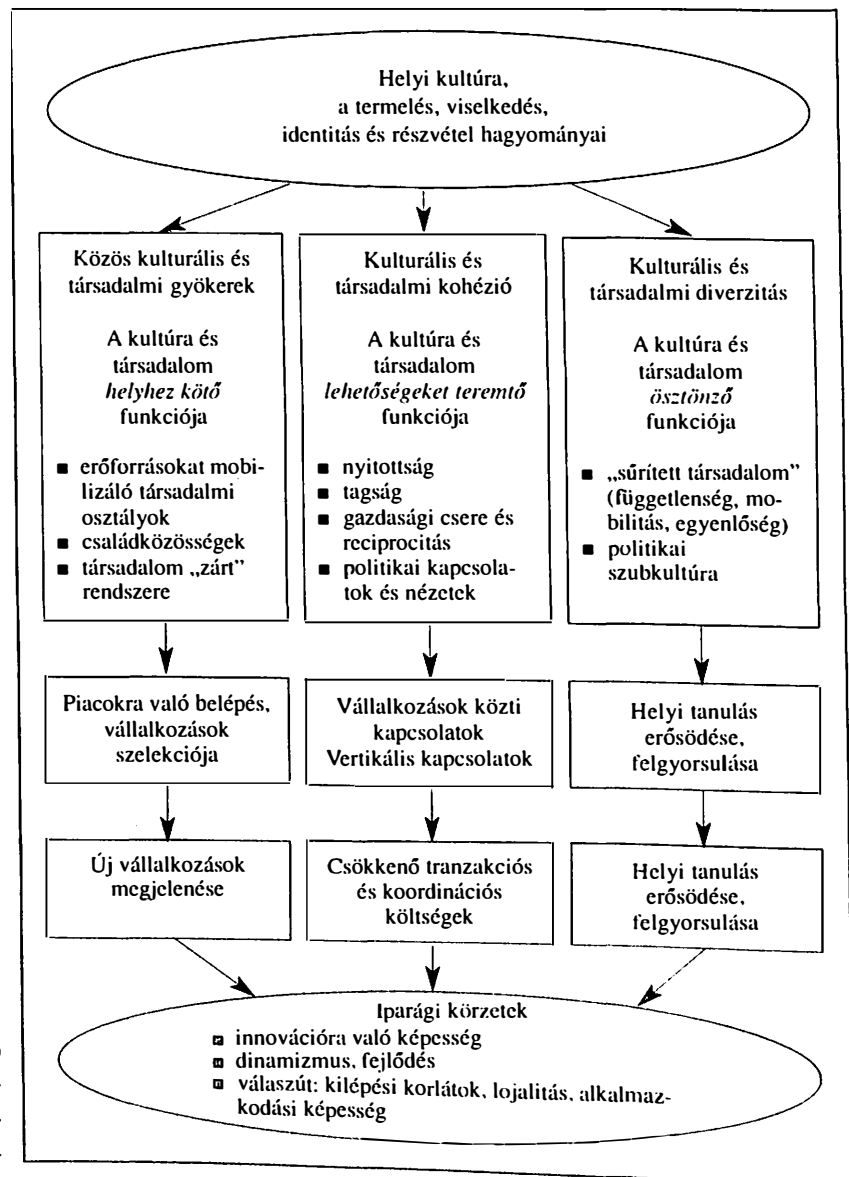 Helyi kultúra,
a termelés, viselkedés,
identitás és részvétel hagyományai
Közös kulturális és
társadalmi gyökerek
A kultúra és
társadalom
helyhez kötő
funkciója
■ erőforrásokat mobi-
lizáló társadalmi
osztályok
■ családközösségek
■ társadalom „zárt”
rendszere
Kulturális és
társadalmi kohézió
A kultúra és
társadalom
lehetőségeket teremtő
funkciója
■ nyitottság
■ tagság
■ gazdasági csere és
reciprocitás
■ politikai kapcsola-
tok és nézetek
Kulturális és
társadalmi diverzitás
A kultúra és
társadalom
ösztönző
funkciója
■ „sűrített társadalom”
(függetlenség, mo-
bilitás, egyenlőség)
■ politikai
szubkultúra
Piacokra való belépés,
vállalkozások
szelekciója
Vállalkozások közti
kapcsolatok
Vertikális kapcsolatok
Helyi tanulás
erősödése,
felgyorsulása
Új vállalkozások
megjelenése
Csökkenő tranzakciós
és koordinációs
költségek
Helyi tanulás
erősödése,
felgyorsulása
Iparági körzetek
■ innovációra való képesség
■ dinamizmus, fejlődés
■ válaszút: kilépési korlátok, lojalitás, alkalmaz-
kodási képesség